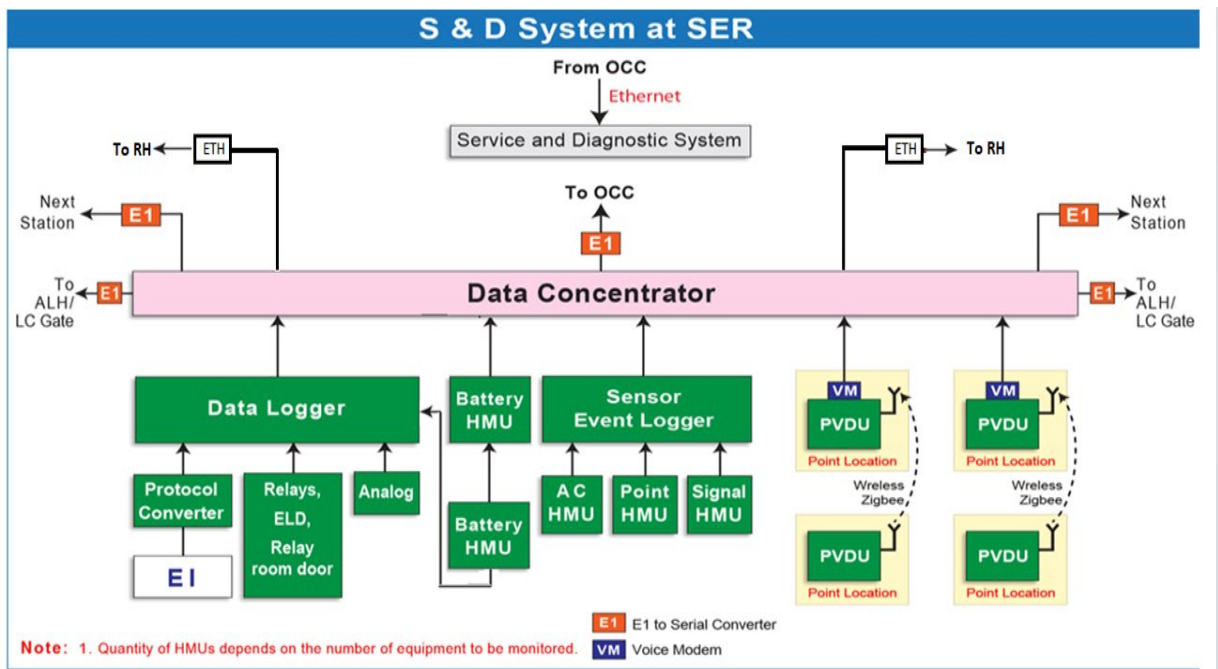 S & D System at SER
From OCC
Ethernet
Service and Diagnostic System
To RH
ETH
ETH
To RH
To OCC
Next
Station
E1
E1
E1
Next
Station
To
ALH/
LC Gate
E1
Data Concentrator
E1
To
ALH/
LC Gate
Data Logger
Battery
HMU
Sensor
Event Logger
VM
PVDU
Point Location
VM
PVDU
Point Location
Protocol
Converter
Relays,
ELD,
Relay
room door
Analog
Battery
HMU
AC
HMU
Point
HMU
Signal
HMU
Wreless
Zigbee
Wreless
Zigbee
EI
PVDU
Point Location
PVDU
Point Location
E1 E1 to Serial Converter
VM Voice Modem
Note: 1. Quantity of HMUs depends on the number of equipment to be monitored.